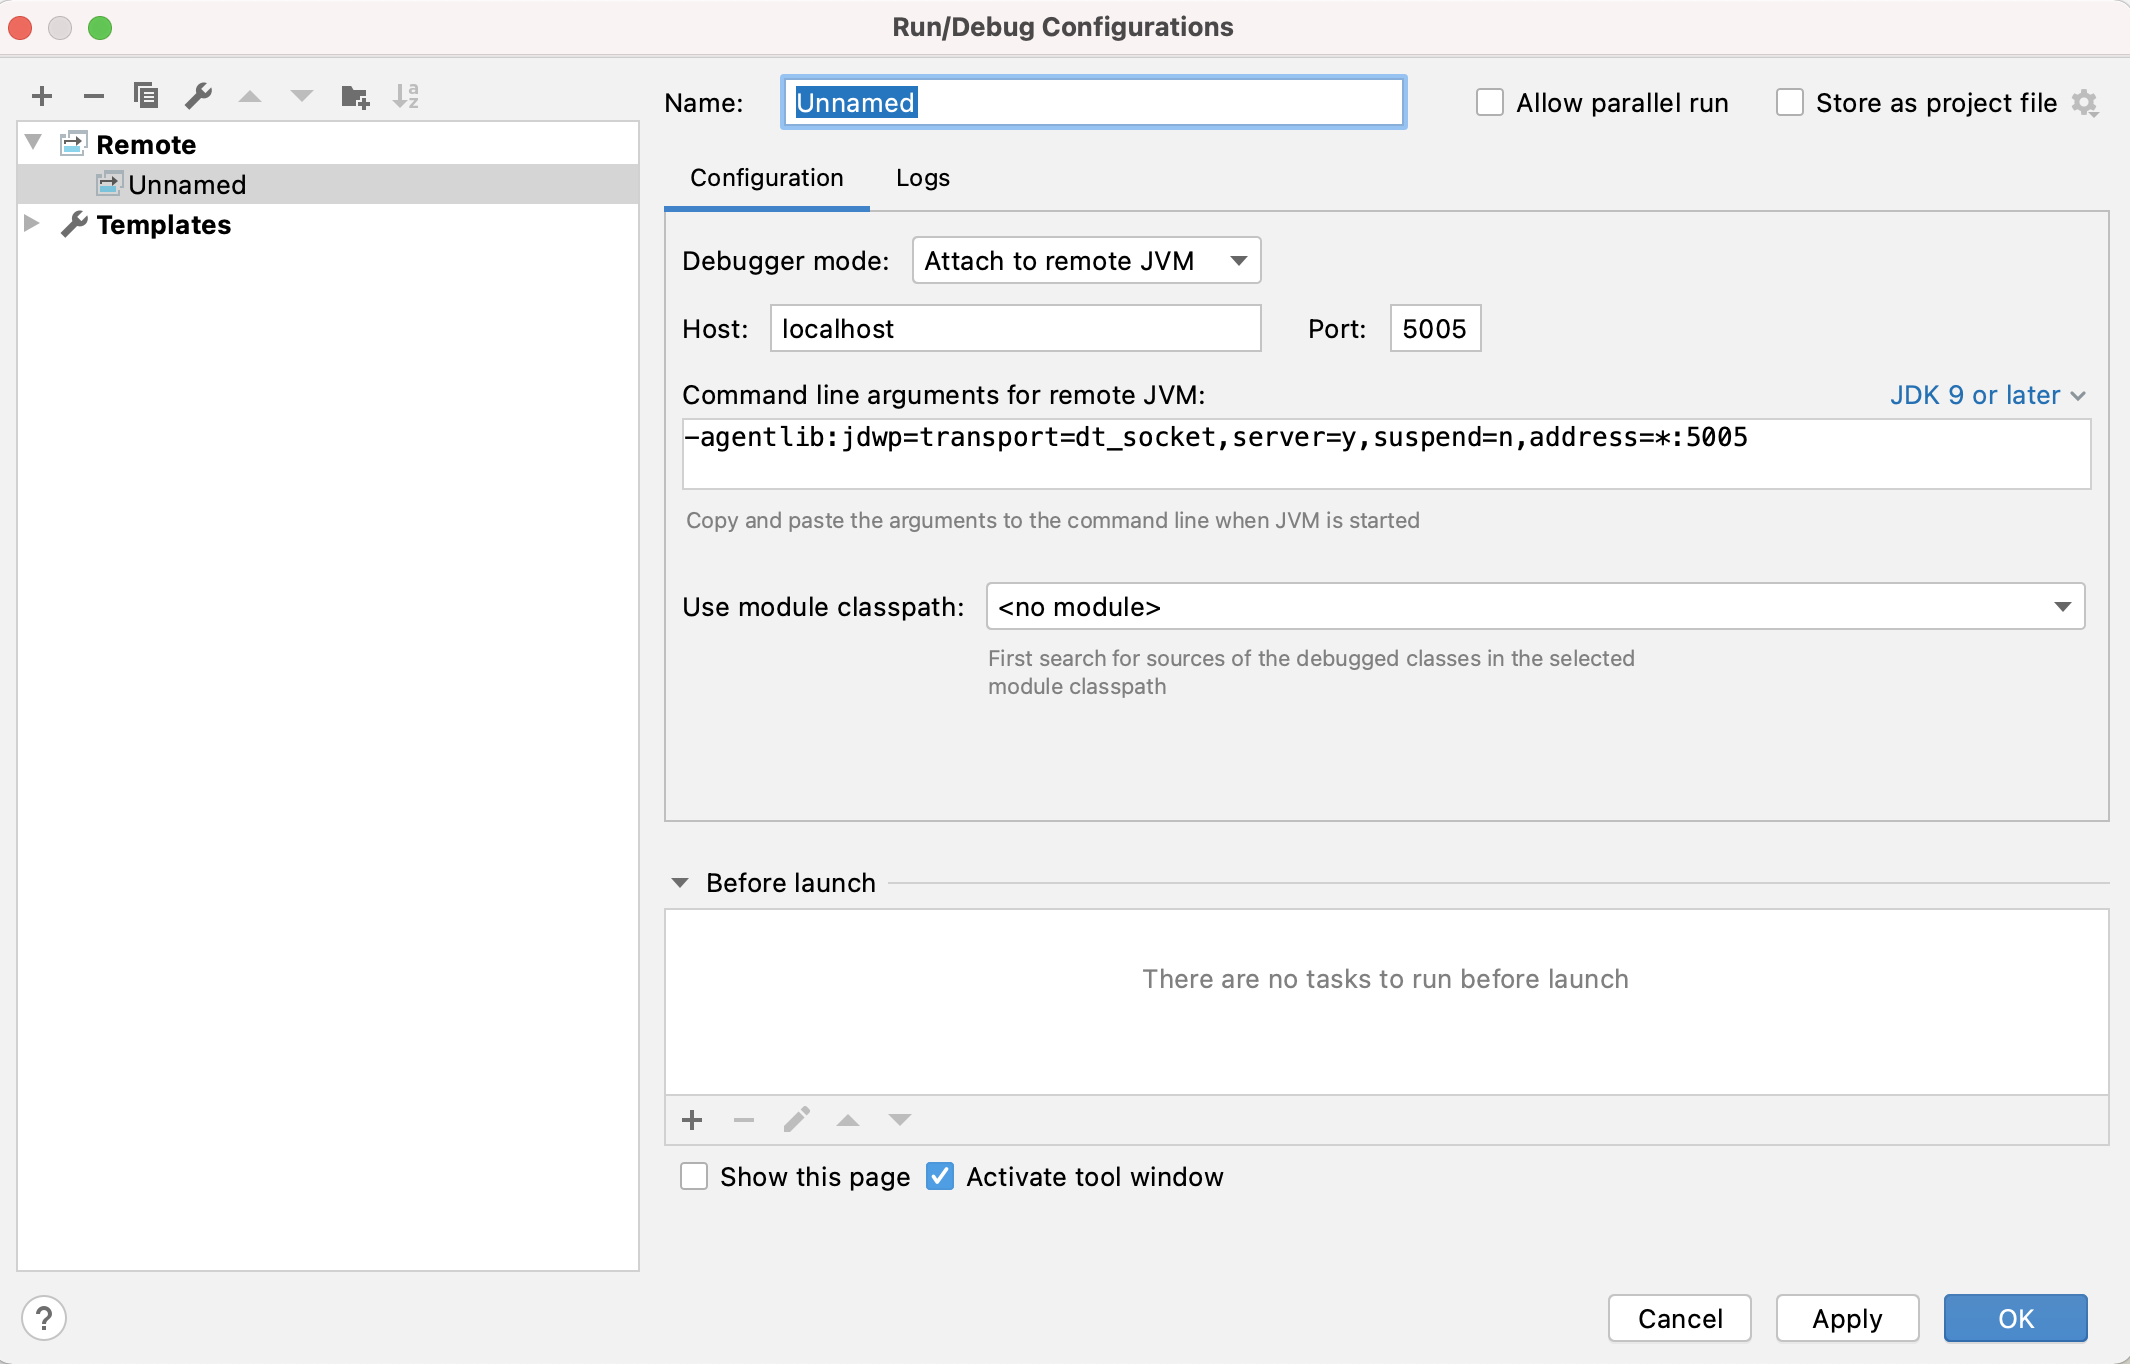 Run/Debug Configurations
Remote
Unnamed
Templates
Name: Unnamed
Allow parallel run
Store as project file
Configuration
Logs
Debugger mode: Attach to remote JVM
Host: localhost
Port: 5005
Command line arguments for remote JVM:
JDK 9 or later
-agentlib:jdwp=transport=dt_socket,server=y,suspend=n,address=*:5005
Copy and paste the arguments to the command line when JVM is started
Use module classpath: <no module>
First search for sources of the debugged classes in the selected
module classpath
Before launch
There are no tasks to run before launch
Show this page
Activate tool window
?
Cancel
Apply
OK